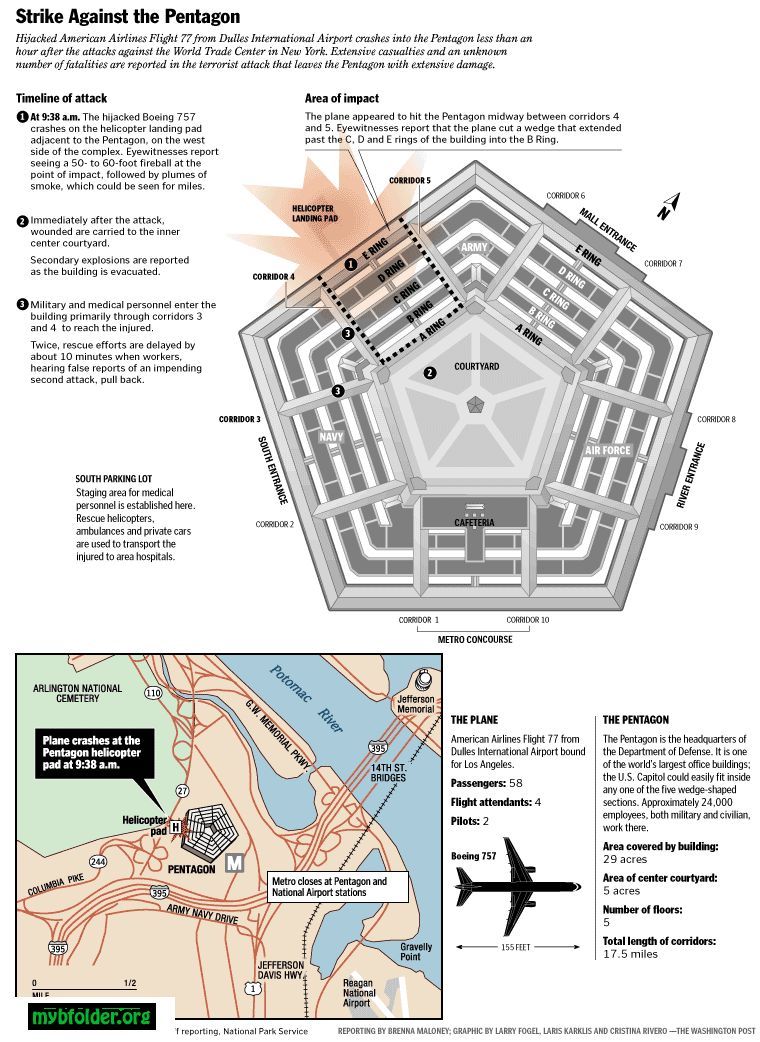 Strike Against the Pentagon
Hijacked American Airlines Flight 77 from Dulles International Airport crashes into the Pentagon less than an
hour after the attacks against the World Trade Center in New York. Extensive casualties and an unknown
number of fatalities are reported in the terrorist attack that leaves the Pentagon with extensive damage.
Timeline of attack
1 At 9:38 a.m. The hijacked Boeing 757
crashes on the helicopter landing pad
adjacent to the Pentagon, on the west
side of the complex. Eyewitnesses report
seeing a 50- to 60-foot fireball at the
point of impact, followed by plumes of
smoke, which could be seen for miles.
2 Immediately after the attack,
wounded are carried to the inner
center courtyard.
Secondary explosions are reported
as the building is evacuated.
3 Military and medical personnel enter the
building primarily through corridors 3
and 4 to reach the injured.
Twice, rescue efforts are delayed by
about 10 minutes when workers,
hearing false reports of an impending
second attack, pull back.
SOUTH PARKING LOT
Staging area for medical
personnel is established here.
Rescue helicopters,
ambulances and private cars
are used to transport the
injured to area hospitals.
Area of impact
The plane appeared to hit the Pentagon midway between corridors 4
and 5. Eyewitnesses report that the plane cut a wedge that extended
past the C, D and E rings of the building into the B Ring.
CORRIDOR 5
HELICOPTER
LANDING PAD
CORRIDOR 6
MALL ENTRANCE
N
CORRIDOR 7
CORRIDOR 4
1
E RING
D RING
C RING
B RING
A RING
ARMY
E RING
D RING
C RING
B RING
A RING
3
2
COURTYARD
3
CORRIDOR 3
NAVY
SOUTH ENTRANCE
CORRIDOR 2
CORRIDOR 8
AIR FORCE
RIVER ENTRANCE
CORRIDOR 9
CAFETERIA
CORRIDOR 1
CORRIDOR 10
METRO CONCOURSE
ARLINGTON NATIONAL
CEMETERY
110
Potomac River
G.W. MEMORIAL PKWY.
Jefferson
Memorial
Plane crashes at the
Pentagon helicopter
pad at 9:38 a.m.
395
14TH ST.
BRIDGES
27
Helicopter
pad
H
PENTAGON
M
244
COLUMBIA PIKE
395
ARMY NAVY DRIVE
Metro closes at Pentagon and
National Airport stations
395
JEFFERSON
DAVIS HWY.
1
Gravelly
Point
Reagan
National
Airport
0 1/2
MILE
THE PLANE
American Airlines Flight 77 from
Dulles International Airport bound
for Los Angeles.
Passengers: 58
Flight attendants: 4
Pilots: 2
Boeing 757
155 FEET
THE PENTAGON
The Pentagon is the headquarters of
the Department of Defense. It is one
of the world's largest office buildings;
the U.S. Capitol could easily fit inside
any one of the five wedge-shaped
sections. Approximately 24,000
employees, both military and civilian,
work there.
Area covered by building:
29 acres
Area of center courtyard:
5 acres
Number of floors:
5
Total length of corridors:
17.5 miles
mybfolder.org
reporting, National Park Service
REPORTING BY BRENNA MALONEY; GRAPHIC BY LARRY FOGEL, LARIS KARKLIS AND CRISTINA RIVERO —THE WASHINGTON POST